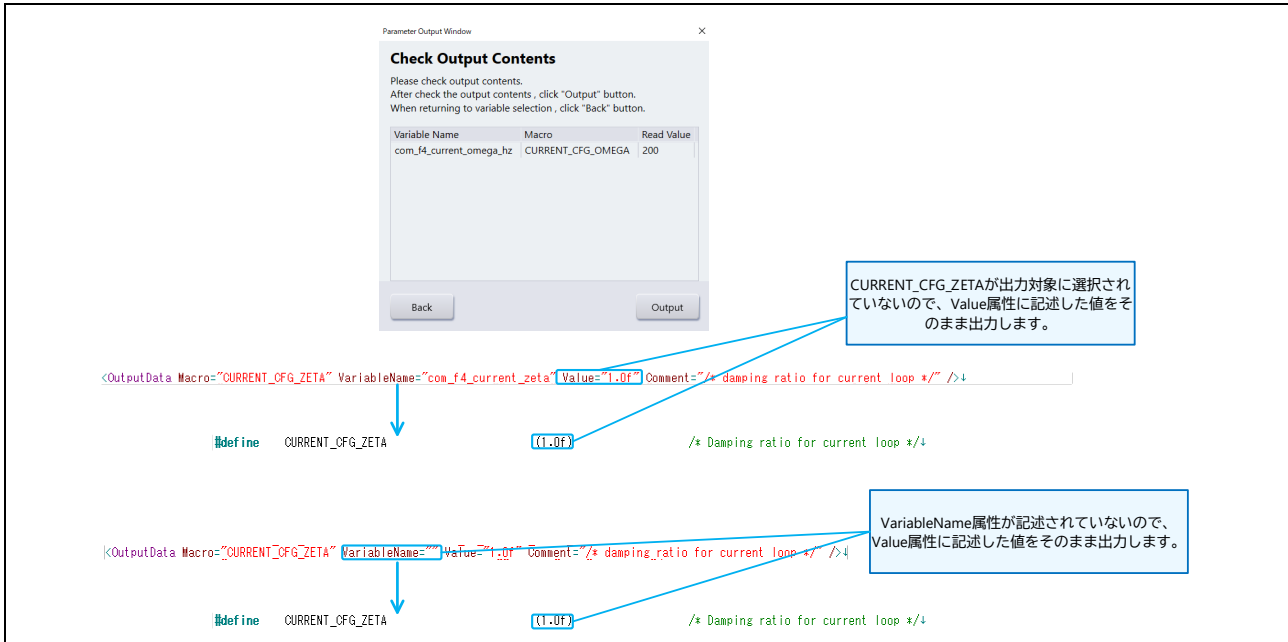 Parameter Output Window
Check Output Contents
Please check output contents.
After check the output contents , click "Output" button.
When returning to variable selection , click "Back" button.
Variable Name Macro Read Value
com_f4_current_omega_hz CURRENT_CFG_OMEGA 200
Back Output
CURRENT_CFG_ZETAが出力対象に選択され
ていないので、Value属性に記述した値をそ
のまま出力します。
<OutputData Macro="CURRENT_CFG_ZETA" VariableName="com_f4_current_zeta" Value="1.0f" Comment="/* damping ratio for current loop */" />↓
#define CURRENT_CFG_ZETA (1.0f) /* Damping ratio for current loop */↓
VariableName属性が記述されていないので、
Value属性に記述した値をそのまま出力します。
<OutputData Macro="CURRENT_CFG_ZETA" VariableName="" Value="1.0f" Comment="/* damping ratio for current loop */" />↓
#define CURRENT_CFG_ZETA (1.0f) /* Damping ratio for current loop */↓